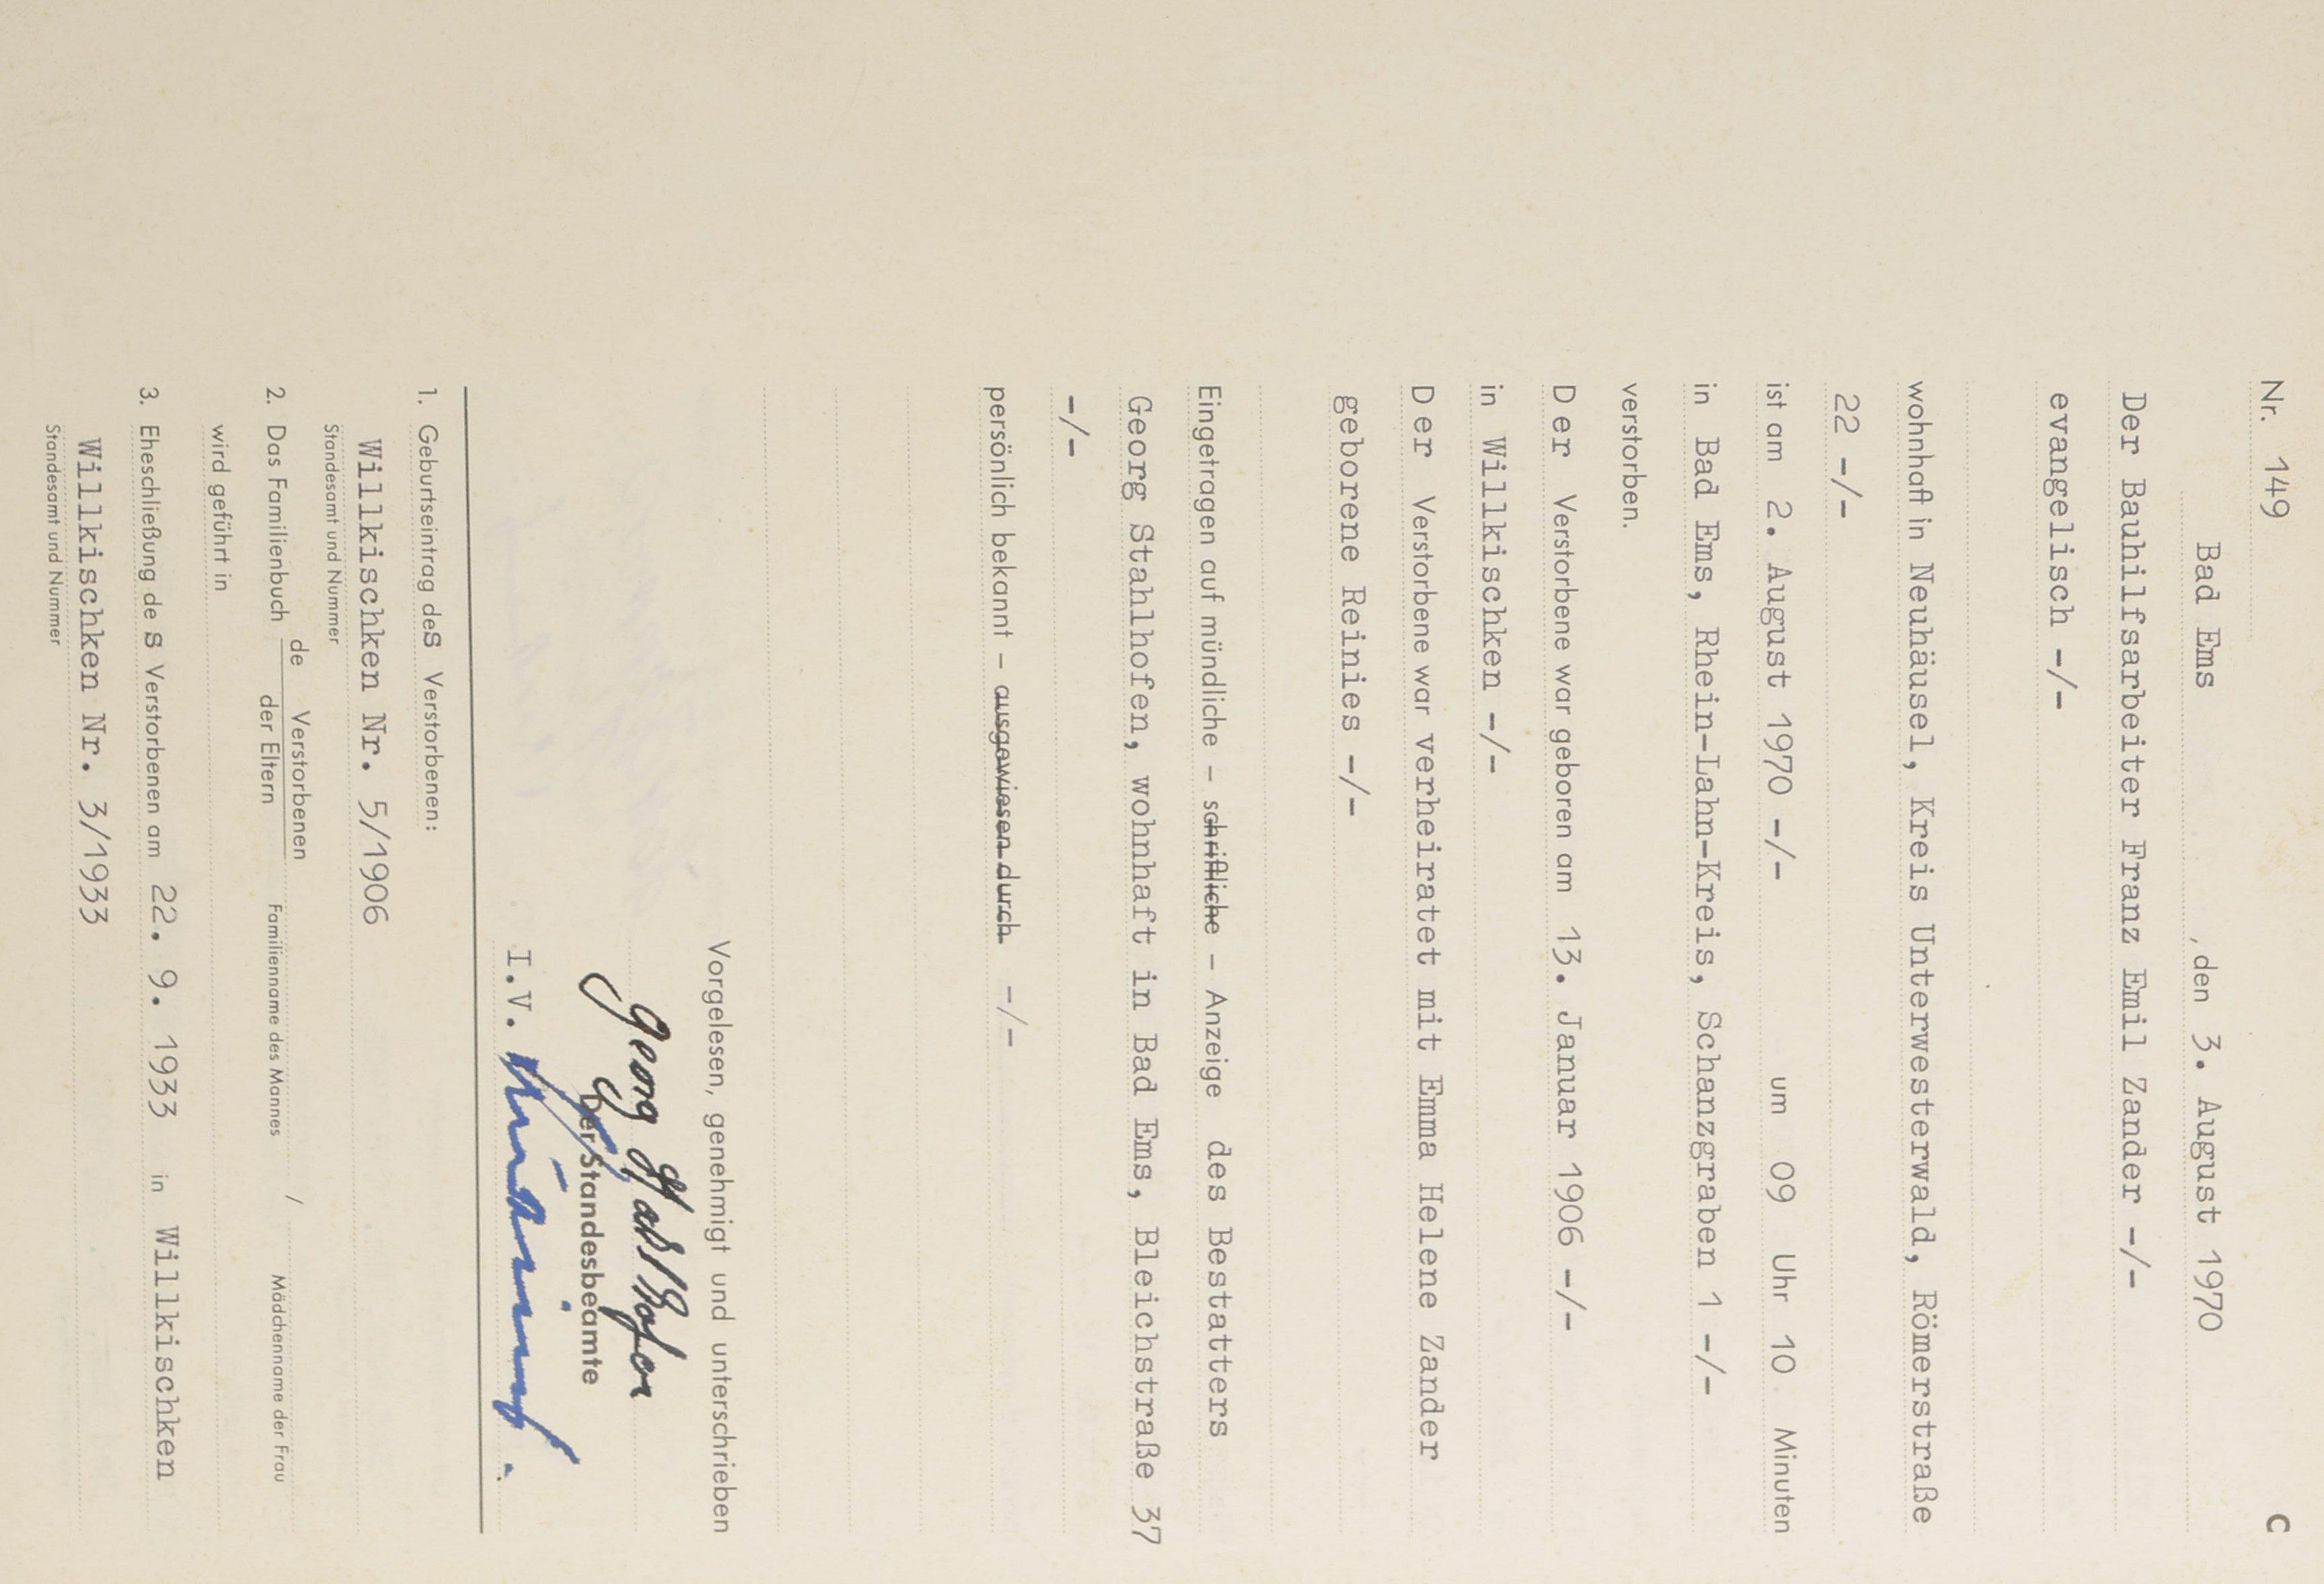 Nr. 149
C
Bad Ems , den 3. August 1970
Der Bauhilfsarbeiter Franz Emil Zander -/-
evangelisch -/-
wohnhaft in Neuhäusel, Kreis Unterwesterwald, Römerstraße
22 -/-
ist am 2. August 1970 -/- um 09 Uhr 10 Minuten
in Bad Ems, Rhein-Lahn-Kreis, Schanzgraben 1 -/-
verstorben.
Der Verstorbene war geboren am 13. Januar 1906 -/-
in Willkischken -/-
Der Verstorbene war verheiratet mit Emma Helene Zander
geborene Reinies -/-
Eingetragen auf mündliche - schriftliche - Anzeige des Bestatters
Georg Stahlhofen, wohnhaft in Bad Ems, Bleichstraße 37
-/-
persönlich bekannt - ausgewiesen durch -/-
Vorgelesen, genehmigt und unterschrieben
Georg Stahlhofen
Der Standesbeamte
I.V.
1. Geburtseintrag des Verstorbenen:
Willkischken Nr. 5/1906
Standesamt und Nummer
2. Das Familienbuch de Verstorbenen
der Eltern
Familienname des Mannes / Mädchenname der Frau
wird geführt in
3. Eheschließung des Verstorbenen am 22. 9. 1933 in Willkischken
Willkischken Nr. 3/1933
Standesamt und Nummer